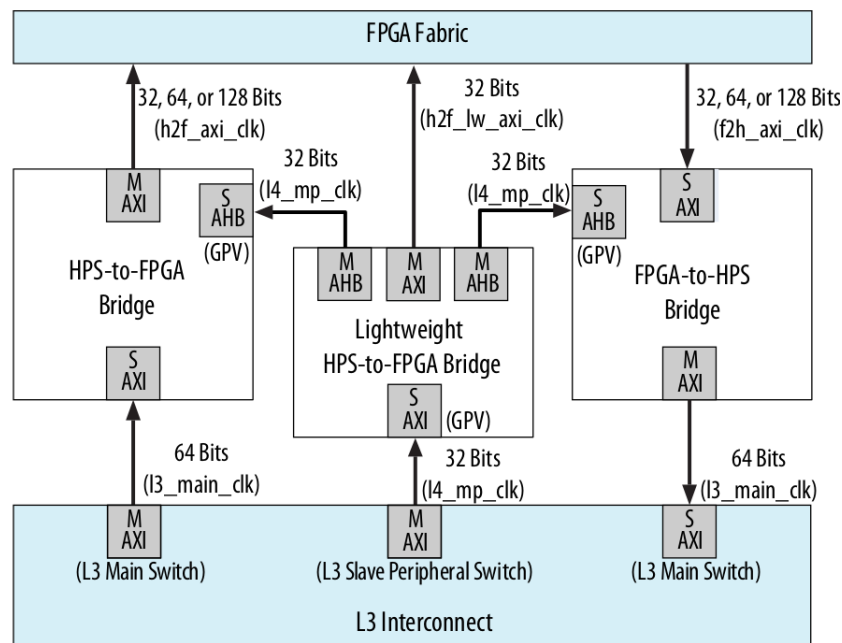 FPGA Fabric
32, 64, or 128 Bits
(h2f_axi_clk)
32 Bits
(h2f_lw_axi_clk)
32, 64, or 128 Bits
(f2h_axi_clk)
32 Bits
(l4_mp_clk)
32 Bits
(l4_mp_clk)
M
AXI
S
AHB
(GPV)
HPS-to-FPGA
Bridge
S
AXI
M
AHB
M
AXI
M
AHB
Lightweight
HPS-to-FPGA Bridge
S
AXI
(GPV)
S
AHB
(GPV)
S
AXI
FPGA-to-HPS
Bridge
M
AXI
64 Bits
(l3_main_clk)
32 Bits
(l4_mp_clk)
64 Bits
(l3_main_clk)
M
AXI
(L3 Main Switch)
M
AXI
(L3 Slave Peripheral Switch)
S
AXI
(L3 Main Switch)
L3 Interconnect